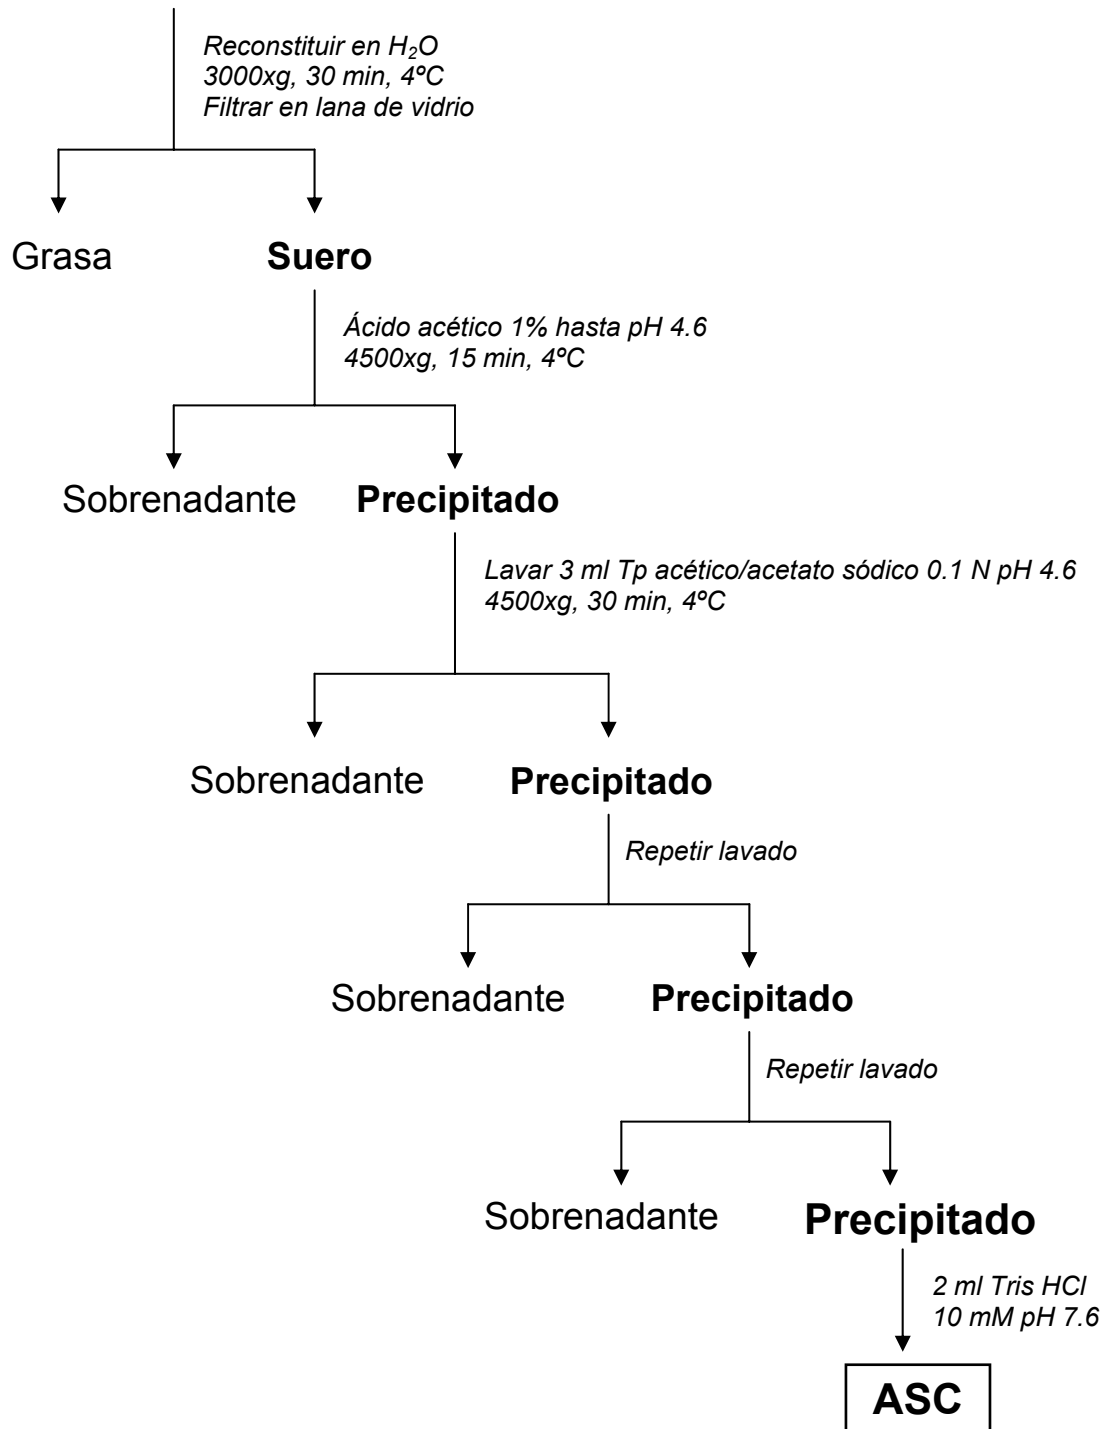 Reconstituir en H₂O
3000xg, 30 min, 4ºC
Filtrar en lana de vidrio
Grasa Suero
Ácido acético 1% hasta pH 4.6
4500xg, 15 min, 4ºC
Sobrenadante Precipitado
Lavar 3 ml Tp acético/acetato sódico 0.1 N pH 4.6
4500xg, 30 min, 4ºC
Sobrenadante Precipitado
Repetir lavado
Sobrenadante Precipitado
Repetir lavado
Sobrenadante Precipitado
2 ml Tris HCl
10 mM pH 7.6
ASC